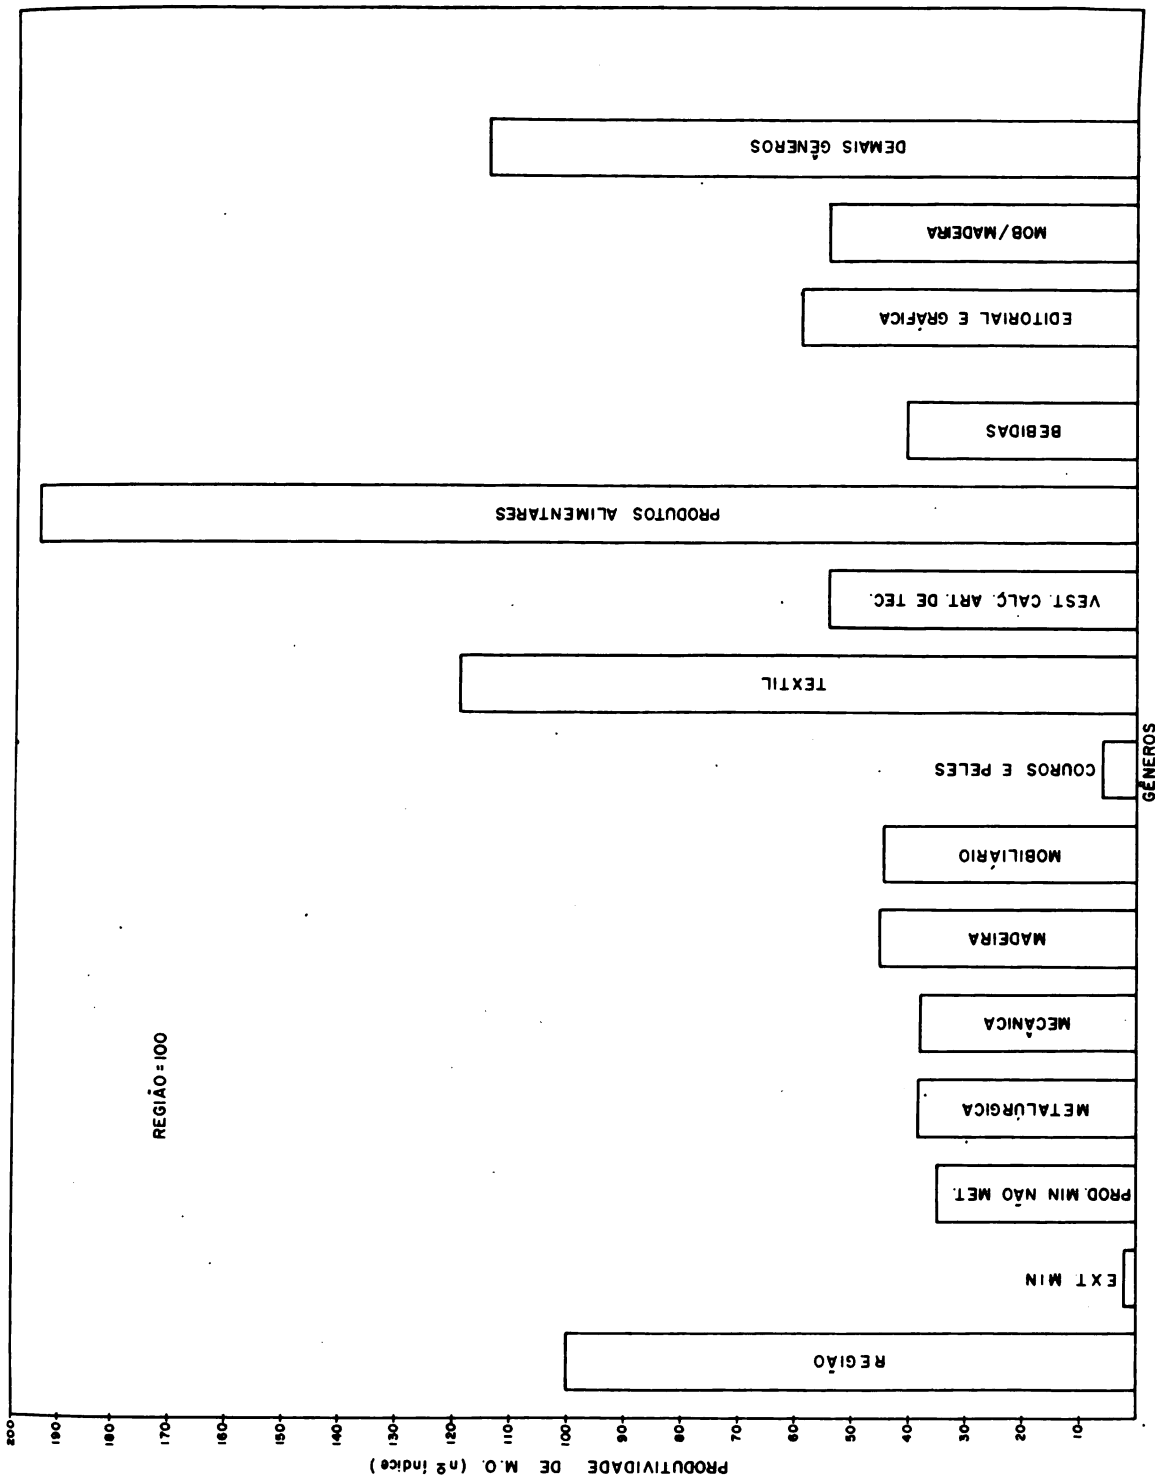 PRODUTIVIDADE DE M.O. (nº índice)
200
190
180
170
160
150
140
130
120
110
100
90
80
70
60
50
40
30
20
10
REGIÃO = 100
REGIÃO
EXT. MIN
PROD. MIN NÃO MET.
METALÚRGICA
MECÂNICA
MADEIRA
MOBILIÁRIO
COUROS E PELES
TEXTIL
VEST. CALÇ. ART. DE TEC.
PRODUTOS ALIMENTARES
BEBIDAS
EDITORIAL E GRÁFICA
MOB/MADEIRA
DEMAIS GÊNEROS
GÊNEROS